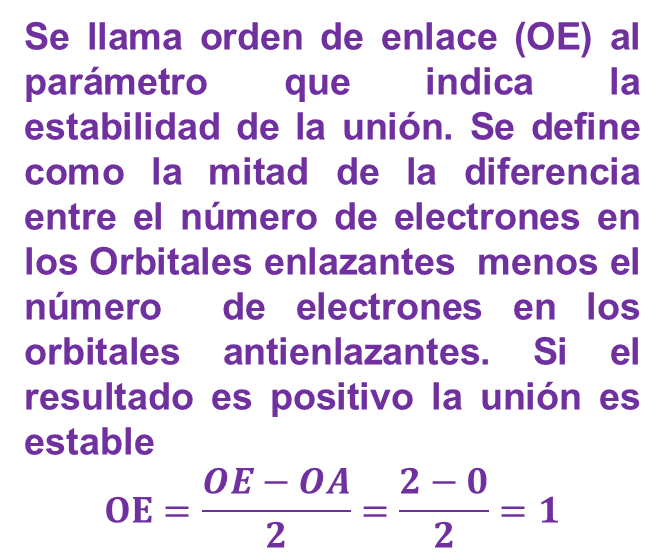 Se llama orden de enlace (OE) al
parámetro que indica la
estabilidad de la unión. Se define
como la mitad de la diferencia
entre el número de electrones en
los Orbitales enlazantes menos el
número de electrones en los
orbitales antienlazantes. Si el
resultado es positivo la unión es
estable
OE = (OE − OA)/2 = (2 − 0)/2 = 1